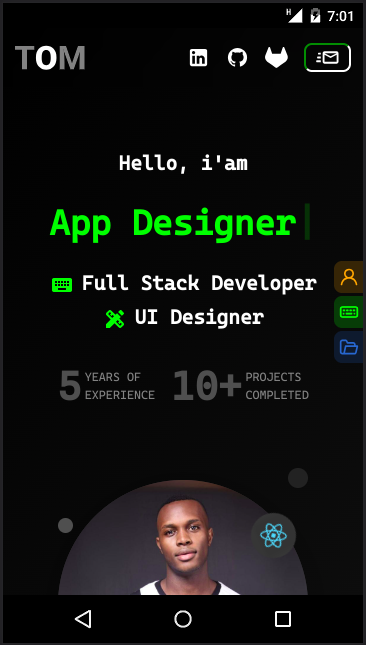 H 7:01
TOM
Hello, i'am
App Designer
Full Stack Developer
UI Designer
5 YEARS OF EXPERIENCE
10+ PROJECTS COMPLETED